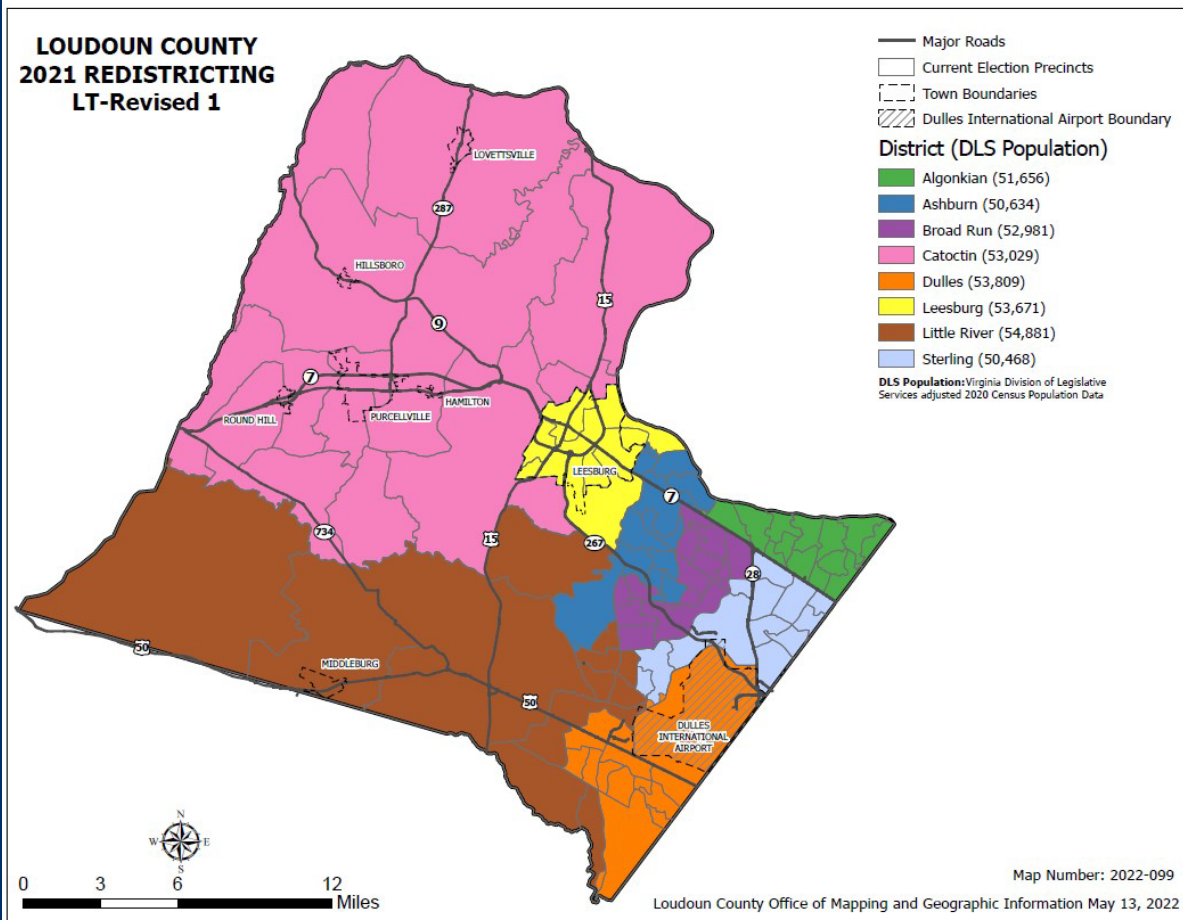 LOUDOUN COUNTY
2021 REDISTRICTING
LT-Revised 1
Major Roads
Current Election Precincts
Town Boundaries
Dulles International Airport Boundary
District (DLS Population)
Algonkian (51,656)
Ashburn (50,634)
Broad Run (52,981)
Catoctin (53,029)
Dulles (53,809)
Leesburg (53,671)
Little River (54,881)
Sterling (50,468)
DLS Population:Virginia Division of Legislative
Services adjusted 2020 Census Population Data
LOVETTSVILLE
287
HILLSBORO
15
9
7
HAMILTON
ROUND HILL
PURCELLVILLE
LEESBURG
7
734
15
267
28
50
MIDDLEBURG
50
DULLES
INTERNATIONAL
AIRPORT
N
W E
S
0 3 6 12
Miles
Map Number: 2022-099
Loudoun County Office of Mapping and Geographic Information May 13, 2022